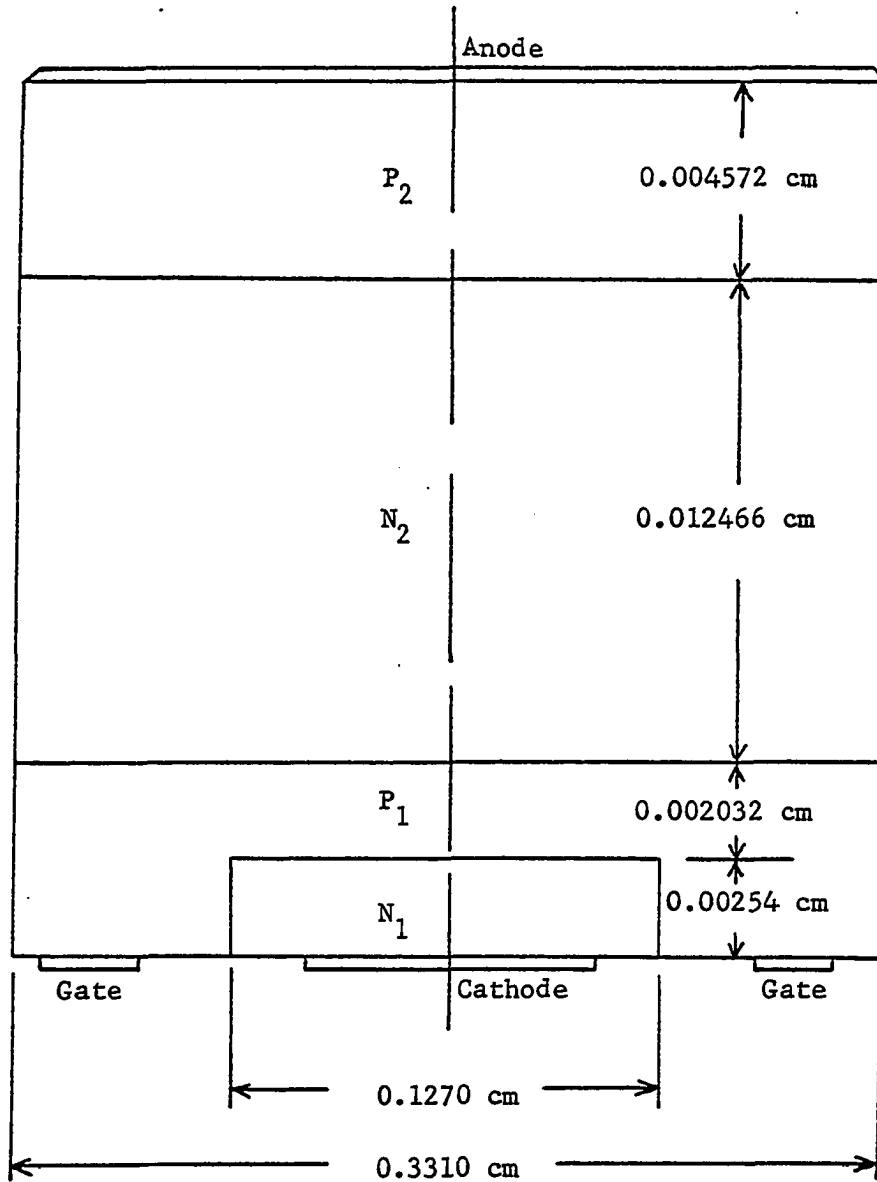 Anode
P2
0.004572 cm
N2
0.012466 cm
P1
0.002032 cm
0.00254 cm
N1
Gate
Cathode
Gate
0.1270 cm
0.3310 cm